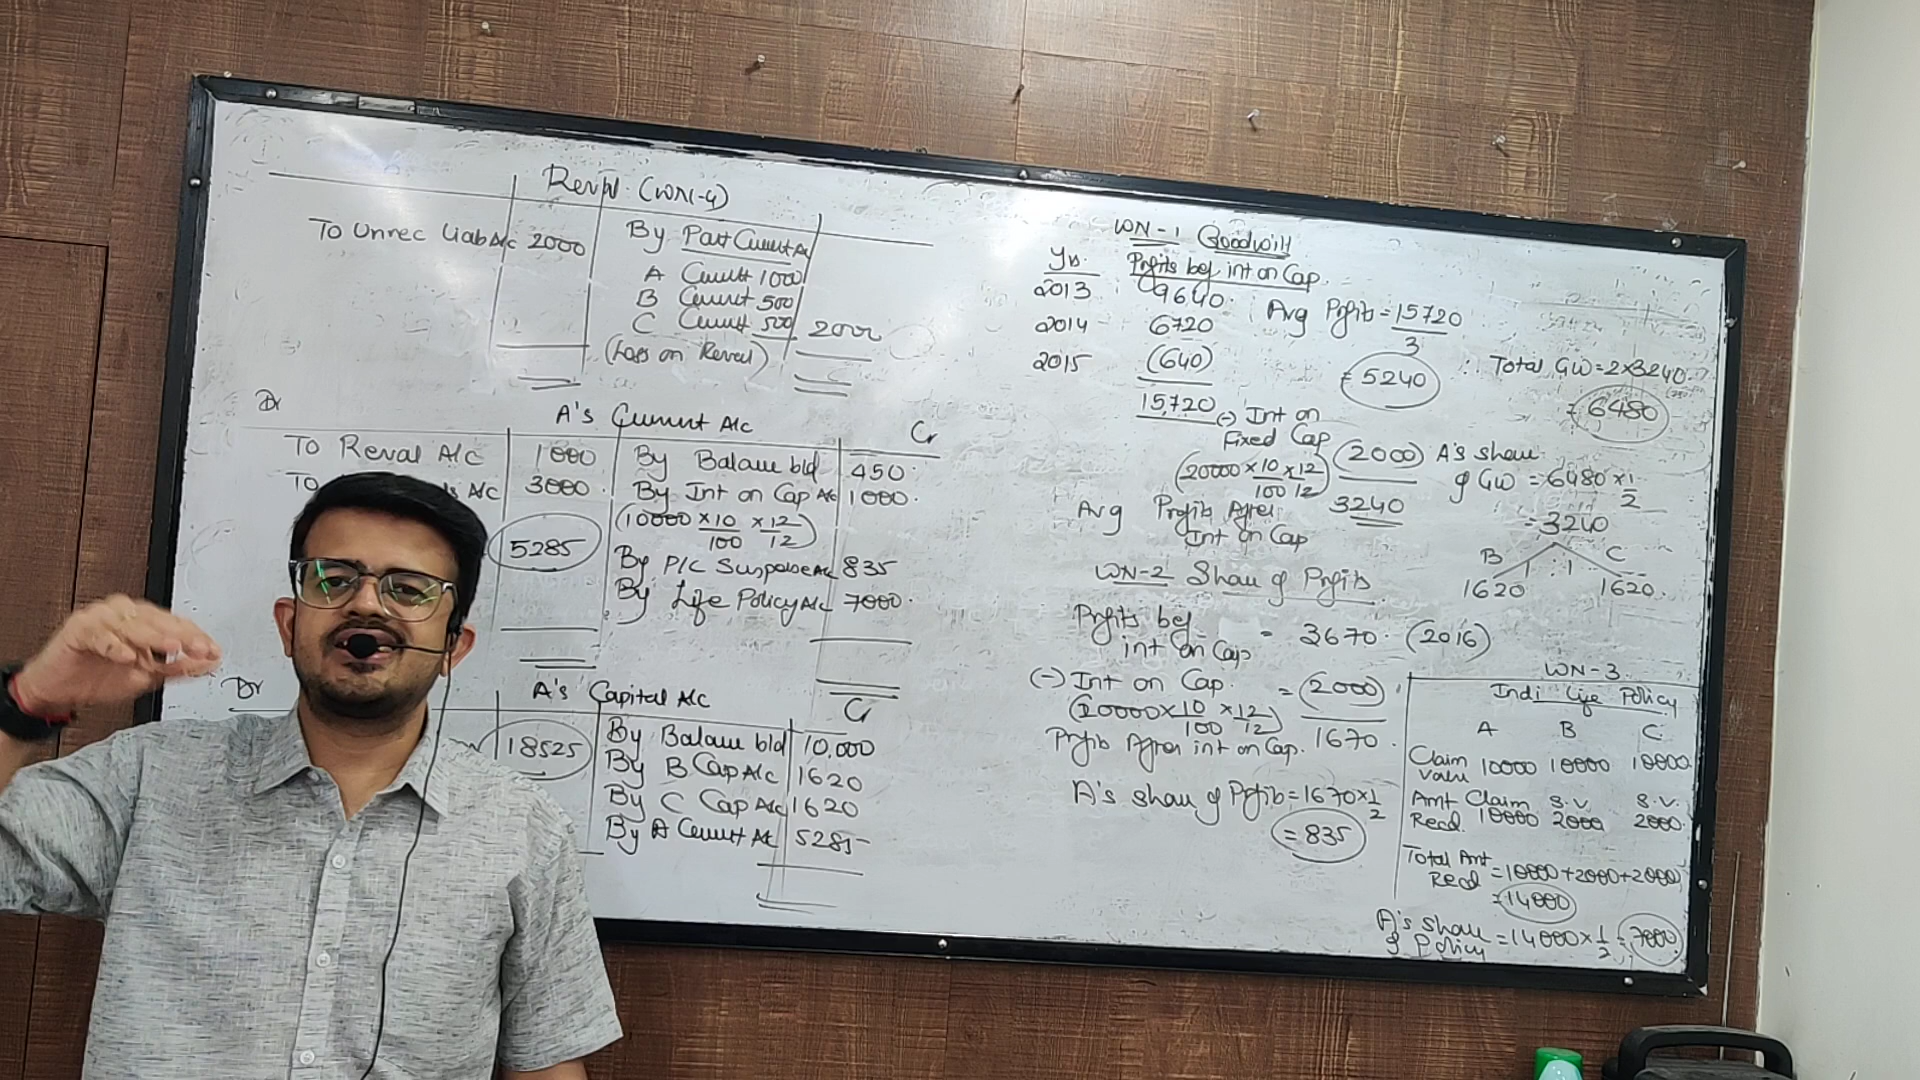 Revln. (WN-4)
To Unrec Liab A/c 2000
By Part Current A/c
A Current 1000
B Current 500
C Current 500 2000
(Loss on Reval)
Dr A's Current A/c Cr
To Reval A/c 1000 By Balance b/d 450
To A/c 3000 By Int on Cap A/c 1000
(10000 × 10/100 × 12/12)
5285 By P/L Suspense A/c 835
By Life Policy A/c 7000
Dr A's Capital A/c Cr
18525 By Balance b/d 10,000
By B Cap A/c 1620
By C Cap A/c 1620
By A Current A/c 5285
WN-1 Goodwill
Yr. Profits bef int on Cap.
2013 9640
2014 6720
2015 (640)
15,720
Avg Profits = 15720/3
= 5240
(-) Int on
Fixed Cap (2000)
(20000 × 10/100 × 12/12)
Avg Profits After 3240
Int on Cap
∴ Total GW = 2×3240
= 6480
A's share
of GW = 6480 × 1/2
= 3240
B C
1 : 1
1620 1620
WN-2 Share of Profits
Profits bef
int on Cap = 3670 (2016)
(-) Int on Cap. = (2000)
(20000 × 10/100 × 12/12)
Profits After int on Cap. 1670
A's share of Profits = 1670 × 1/2
= 835
WN-3
Indi Life Policy
A B C
Claim
Value 10000 10000 10000
Amt Claim S.V. S.V.
Recd. 10000 2000 2000
Total Amt
Recd = 10000+2000+2000
= 14000
A's Share
of Policy = 14000 × 1/2 = 7000